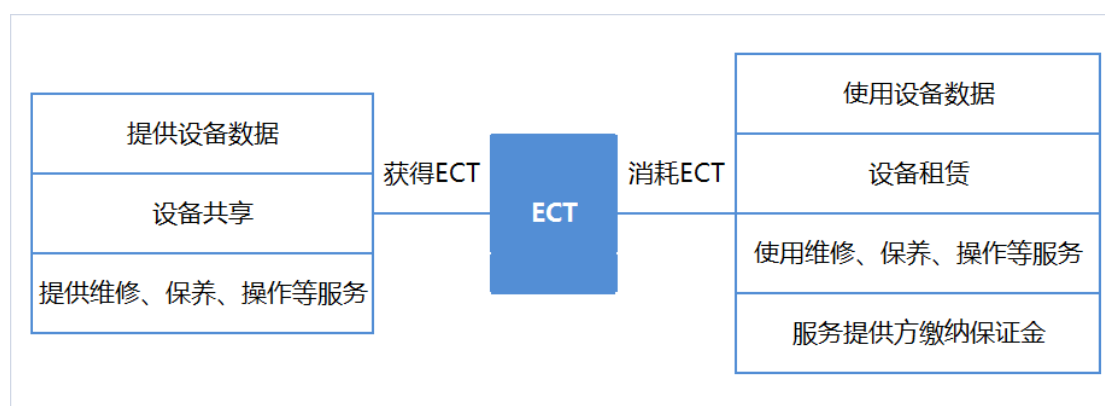 提供设备数据
设备共享
提供维修、保养、操作等服务
获得ECT
ECT
消耗ECT
使用设备数据
设备租赁
使用维修、保养、操作等服务
服务提供方缴纳保证金